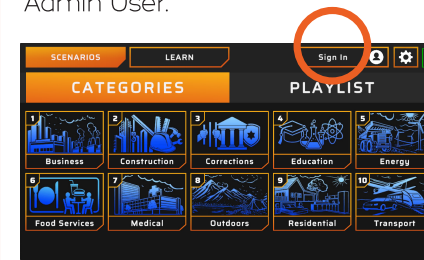 Admin User.
SCENARIOS LEARN Sign In
CATEGORIES PLAYLIST
1 2 3 4 5
Business Construction Corrections Education Energy
6 7 8 9 10
Food Services Medical Outdoors Residential Transport